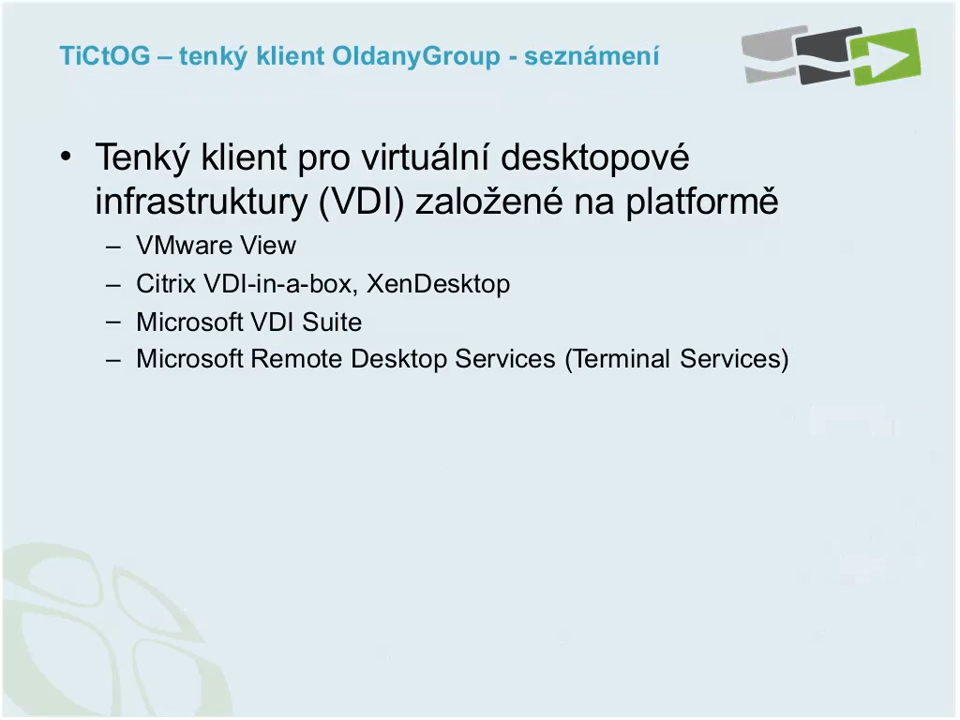 TiCtOG – tenký klient OldanyGroup - seznámení
• Tenký klient pro virtuální desktopové
infrastruktury (VDI) založené na platformě
– VMware View
– Citrix VDI-in-a-box, XenDesktop
– Microsoft VDI Suite
– Microsoft Remote Desktop Services (Terminal Services)